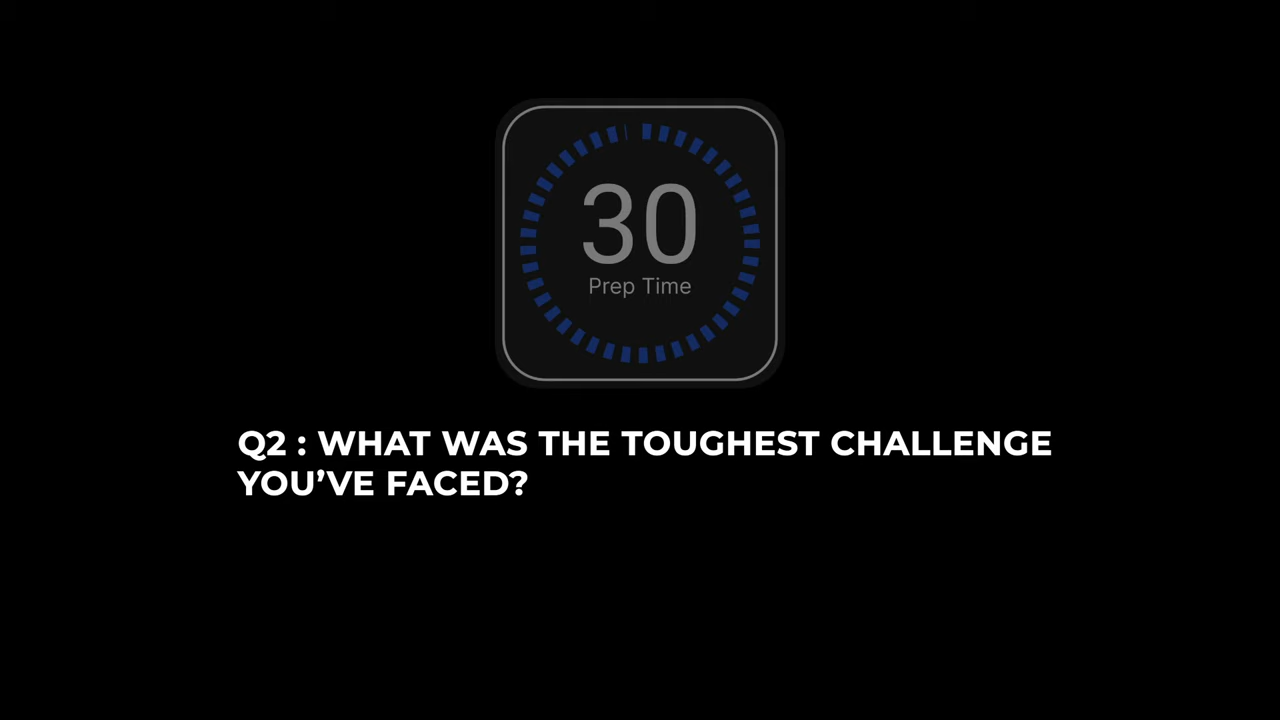 30
Prep Time
Q2 : WHAT WAS THE TOUGHEST CHALLENGE
YOU’VE FACED?